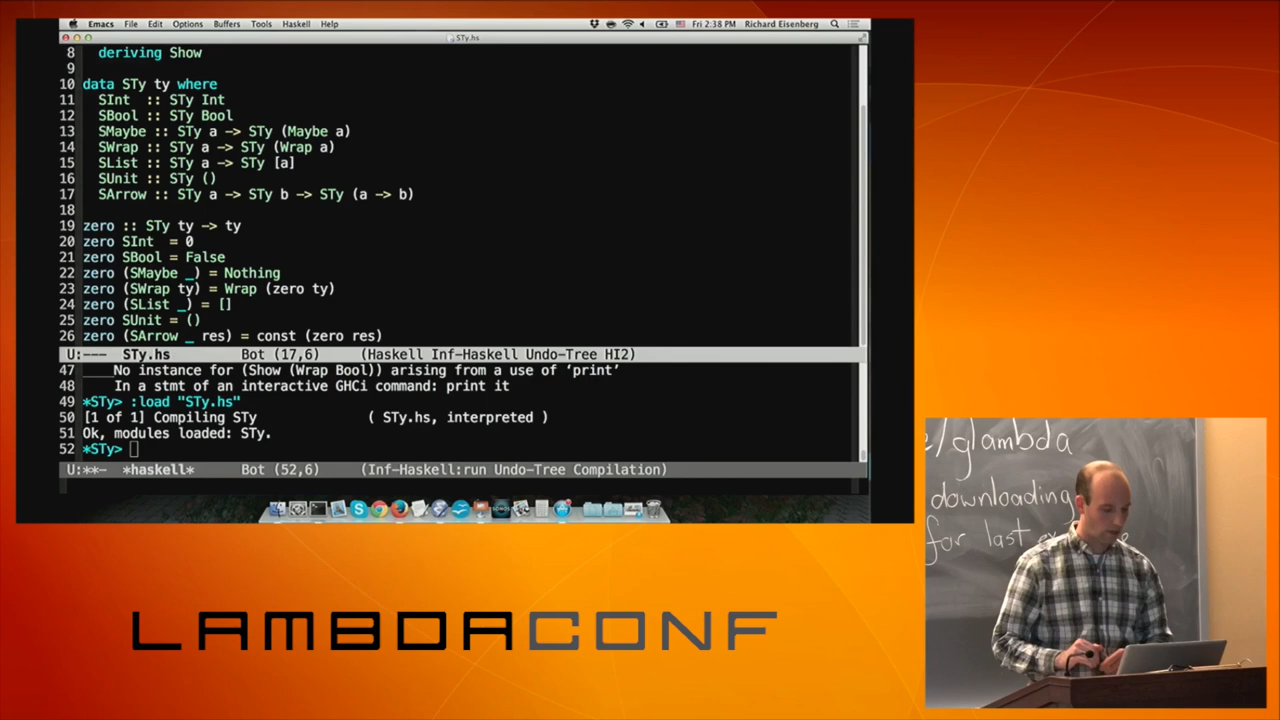 Emacs File Edit Options Buffers Tools Haskell Help Fri 2:38 PM Richard Eisenberg
STy.hs
8 deriving Show
9
10 data STy ty where
11 SInt :: STy Int
12 SBool :: STy Bool
13 SMaybe :: STy a -> STy (Maybe a)
14 SWrap :: STy a -> STy (Wrap a)
15 SList :: STy a -> STy [a]
16 SUnit :: STy ()
17 SArrow :: STy a -> STy b -> STy (a -> b)
18
19 zero :: STy ty -> ty
20 zero SInt = 0
21 zero SBool = False
22 zero (SMaybe _) = Nothing
23 zero (SWrap ty) = Wrap (zero ty)
24 zero (SList _) = []
25 zero SUnit = ()
26 zero (SArrow _ res) = const (zero res)
U:--- STy.hs Bot (17,6) (Haskell Inf-Haskell Undo-Tree HI2)
47 No instance for (Show (Wrap Bool)) arising from a use of ‘print’
48 In a stmt of an interactive GHCi command: print it
49 *STy> :load "STy.hs"
50 [1 of 1] Compiling STy ( STy.hs, interpreted )
51 Ok, modules loaded: STy.
52 *STy>
U:**- *haskell* Bot (52,6) (Inf-Haskell:run Undo-Tree Compilation)
e/glambda
downloading
for last
LAMBDACONF